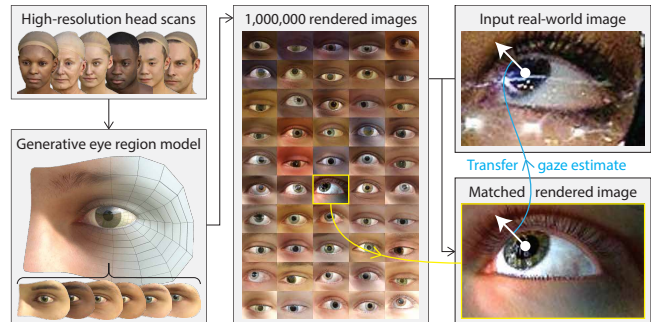 High-resolution head scans
Generative eye region model
1,000,000 rendered images
Input real-world image
Transfer gaze estimate
Matched rendered image